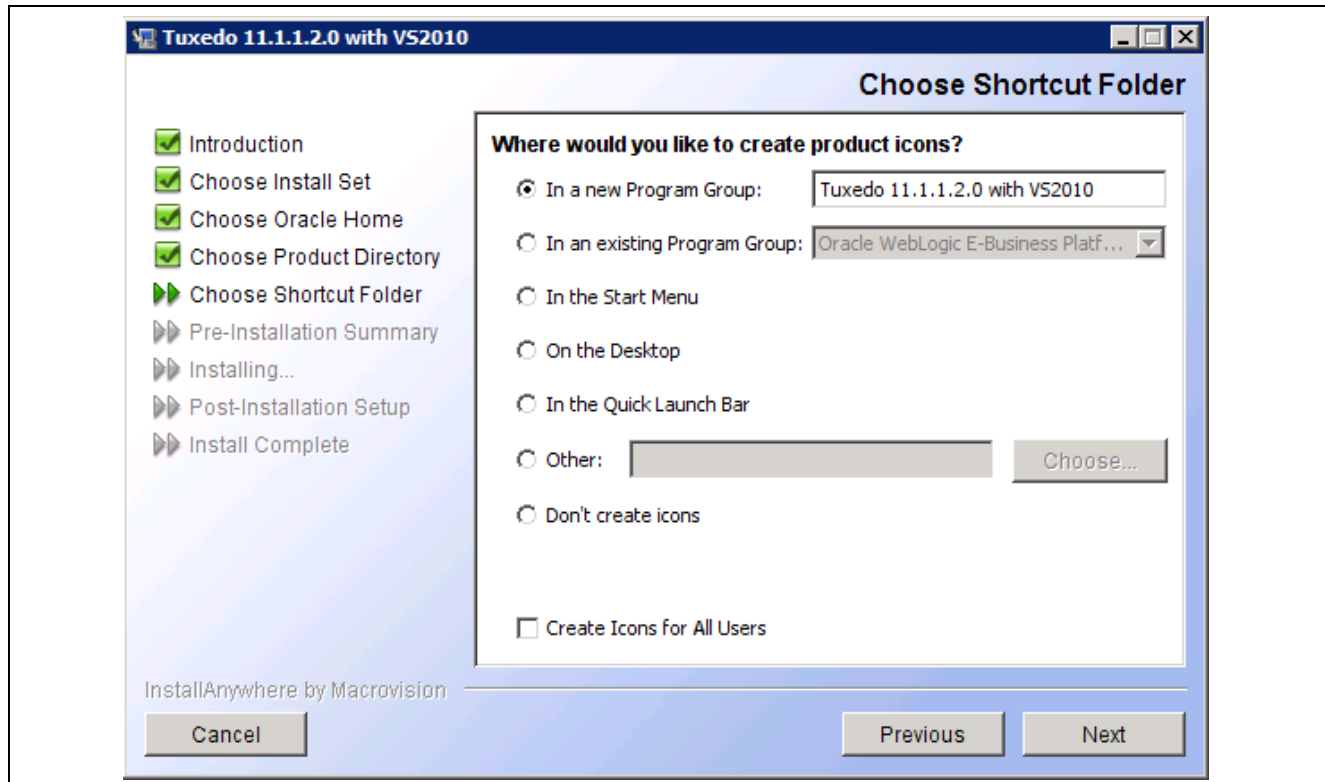 Tuxedo 11.1.1.2.0 with VS2010
Choose Shortcut Folder
Introduction
Choose Install Set
Choose Oracle Home
Choose Product Directory
Choose Shortcut Folder
Pre-Installation Summary
Installing...
Post-Installation Setup
Install Complete
Where would you like to create product icons?
In a new Program Group: Tuxedo 11.1.1.2.0 with VS2010
In an existing Program Group: Oracle WebLogic E-Business Platf...
In the Start Menu
On the Desktop
In the Quick Launch Bar
Other: Choose...
Don't create icons
Create Icons for All Users
InstallAnywhere by Macrovision
Cancel Previous Next